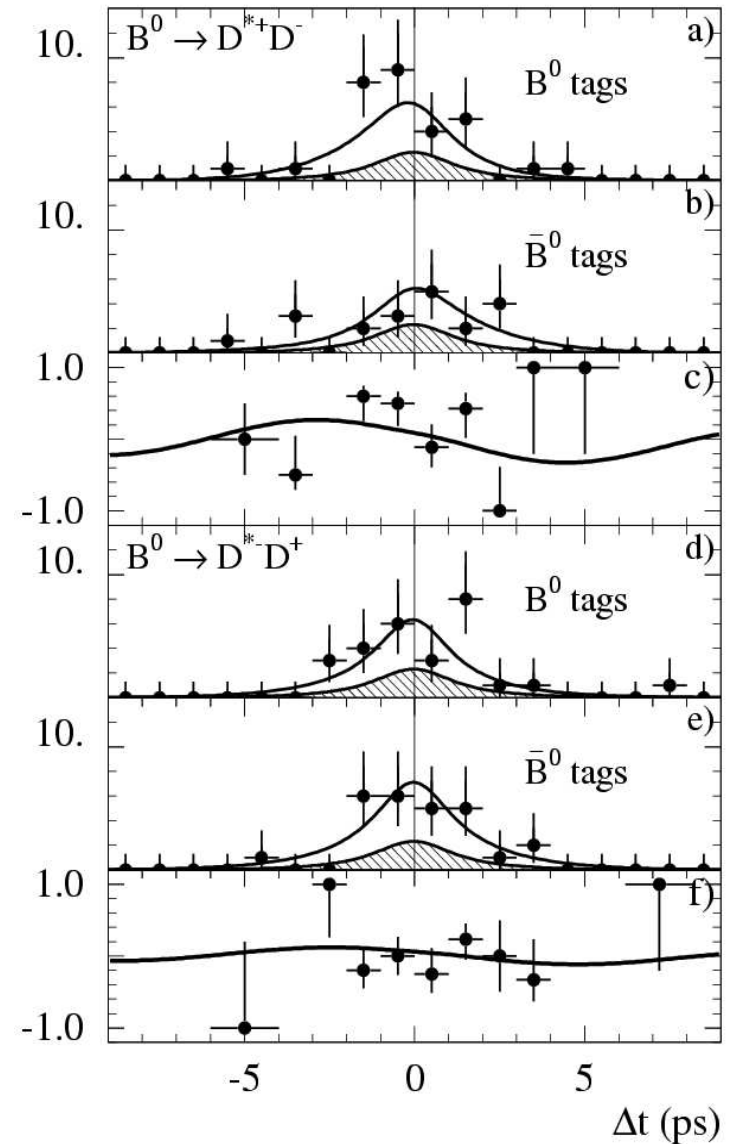 B⁰ → D*⁺D⁻ a)
10.
B⁰ tags
b)
10.
B̄⁰ tags
1.0 c)
-1.0
B⁰ → D*⁻D⁺ d)
10.
B⁰ tags
e)
10.
B̄⁰ tags
1.0 f)
-1.0
-5 0 5
Δt (ps)